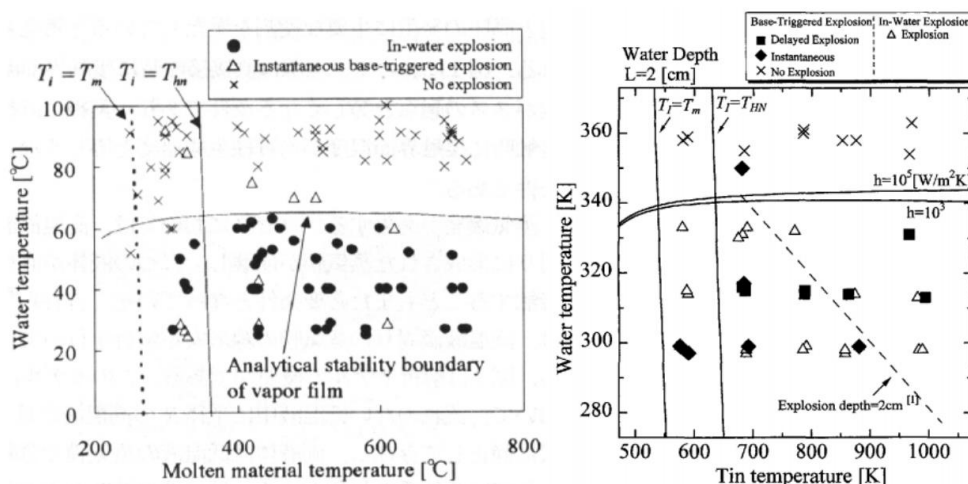 In-water explosion
Instantaneous base-triggered explosion
No explosion
T_i = T_m T_i = T_hn
100
80
60
40
20
0
200 400 600 800
Water temperature [℃]
Molten material temperature [℃]
Analytical stability boundary
of vapor film
Base-Triggered Explosion In-Water Explosion
Delayed Explosion Explosion
Instantaneous
No Explosion
Water Depth
L=2 [cm]
T_I=T_m T_I=T_HN
360
340
320
300
280
h=10^5[W/m^2K]
h=10^3
Explosion depth=2cm [1]
500 600 700 800 900 1000
Water temperature [K]
Tin temperature [K]